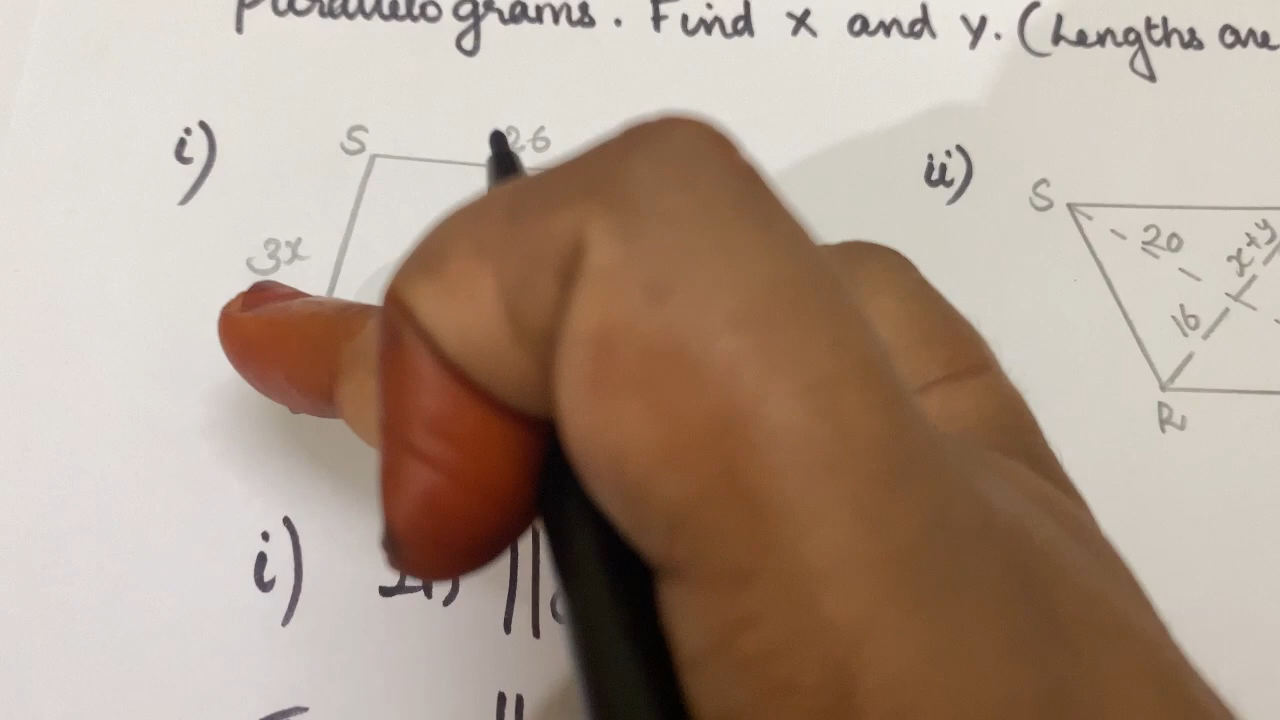 parallelograms. Find x and y. (Lengths are
i) S 26 ii)
S
3x 20 x+y
16
R
i)